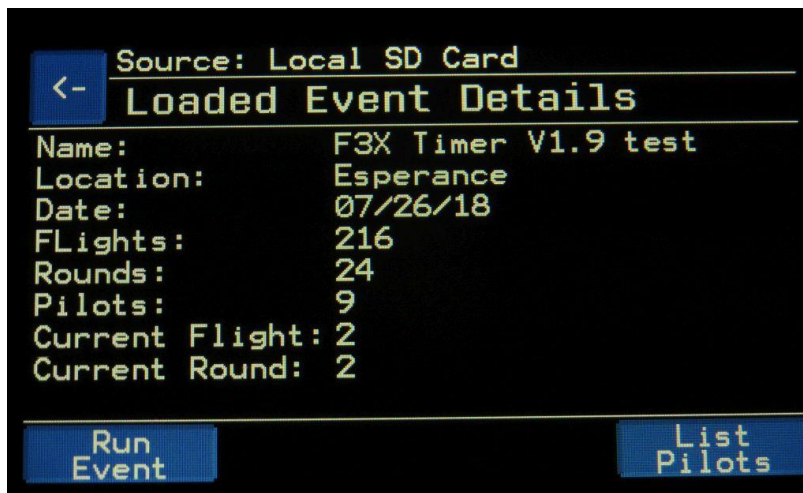 Source: Local SD Card
<-
Loaded Event Details
Name: F3X Timer V1.9 test
Location: Esperance
Date: 07/26/18
FLights: 216
Rounds: 24
Pilots: 9
Current Flight: 2
Current Round: 2
Run
Event
List
Pilots